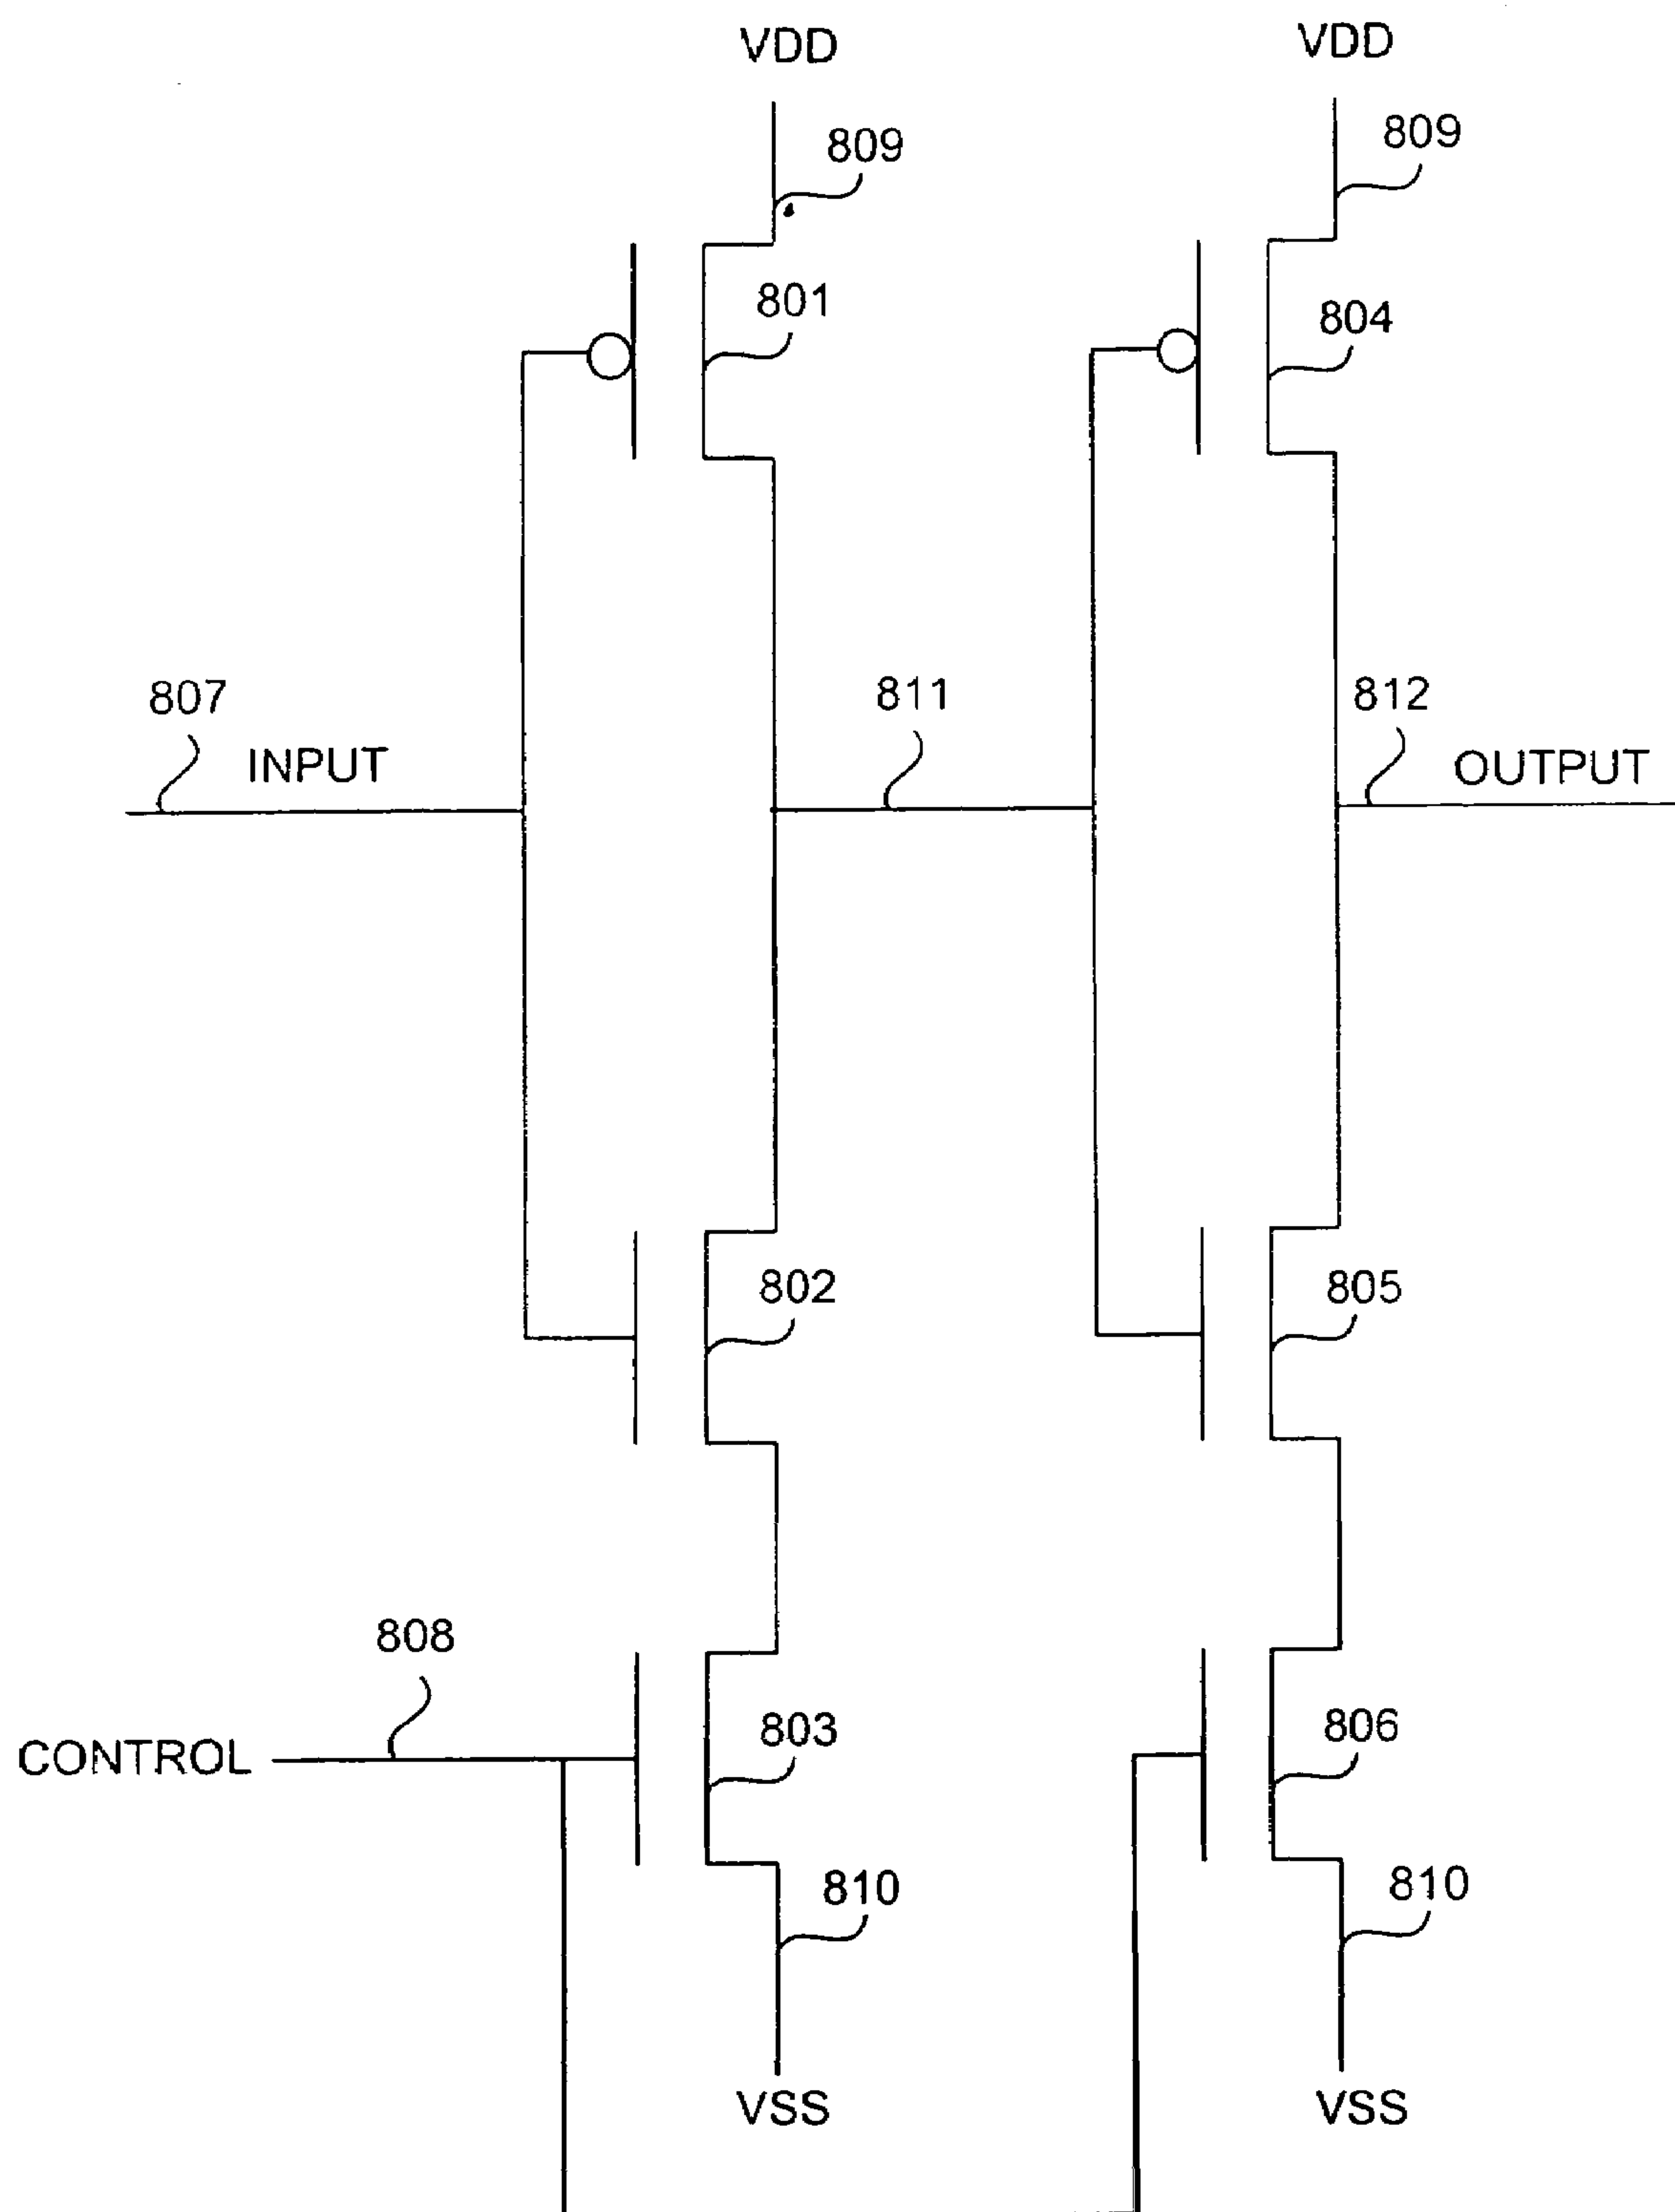 VDD VDD
809 809
801 804
807 811 812
INPUT OUTPUT
802 805
808
CONTROL 803 806
810 810
VSS VSS